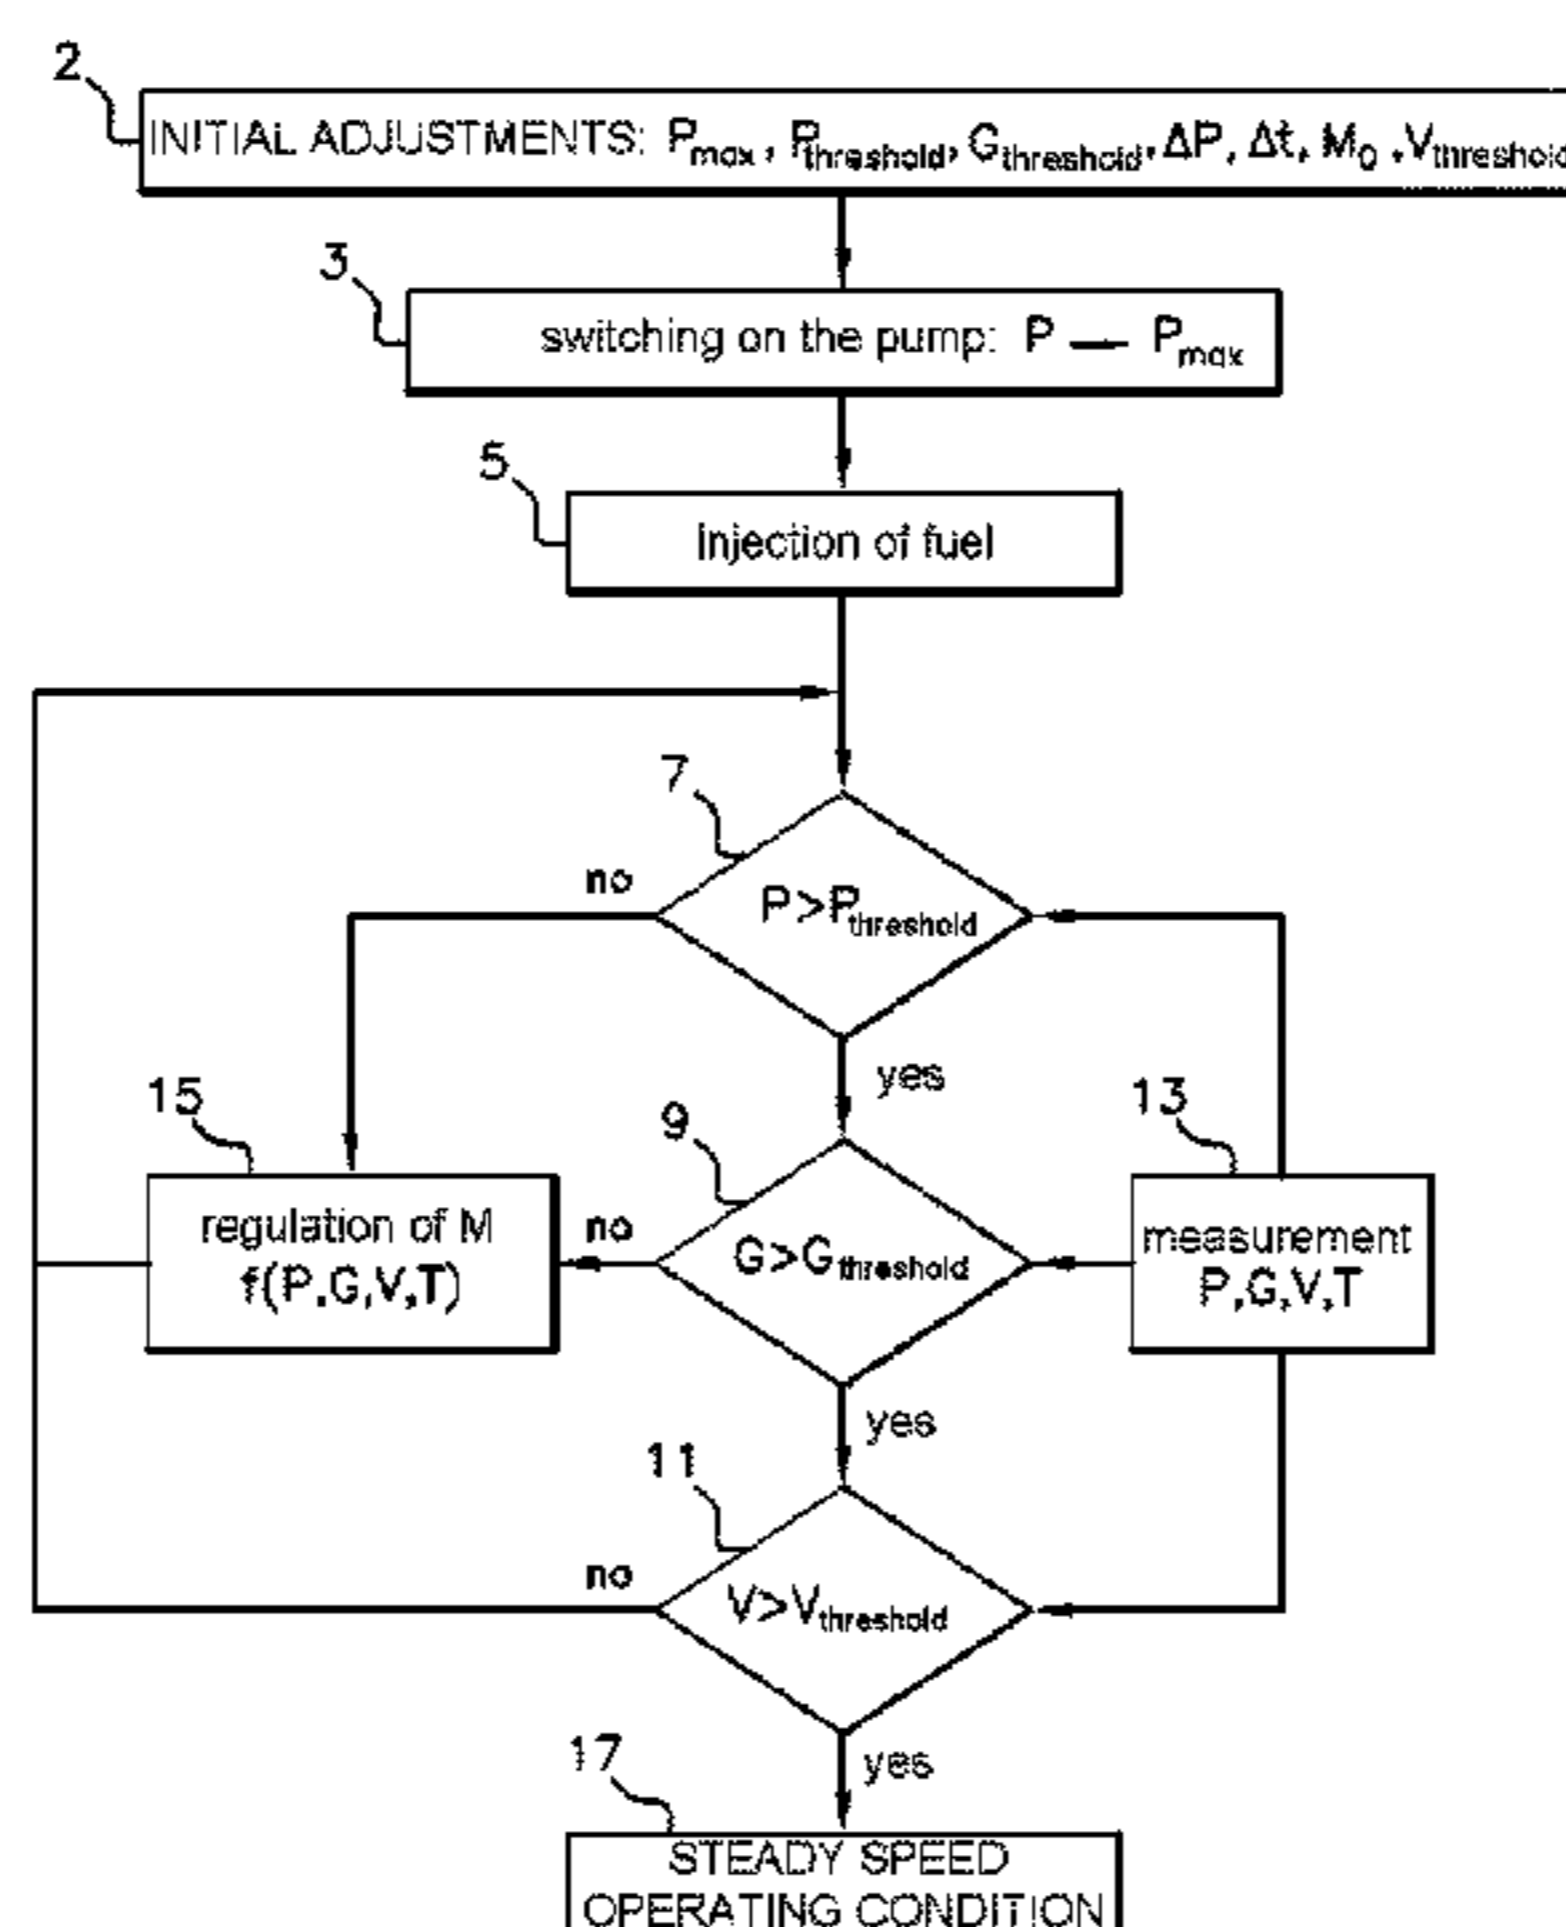 2
INITIAL ADJUSTMENTS: Pmax, Pthreshold, Gthreshold, ΔP, Δt, M0, Vthreshold
3
switching on the pump: P — Pmax
5
Injection of fuel
7
no
P>Pthreshold
yes
15
9
13
regulation of M
f(P,G,V,T)
no
G>Gthreshold
measurement
P,G,V,T
yes
11
no
V>Vthreshold
yes
17
STEADY SPEED
OPERATING CONDITION